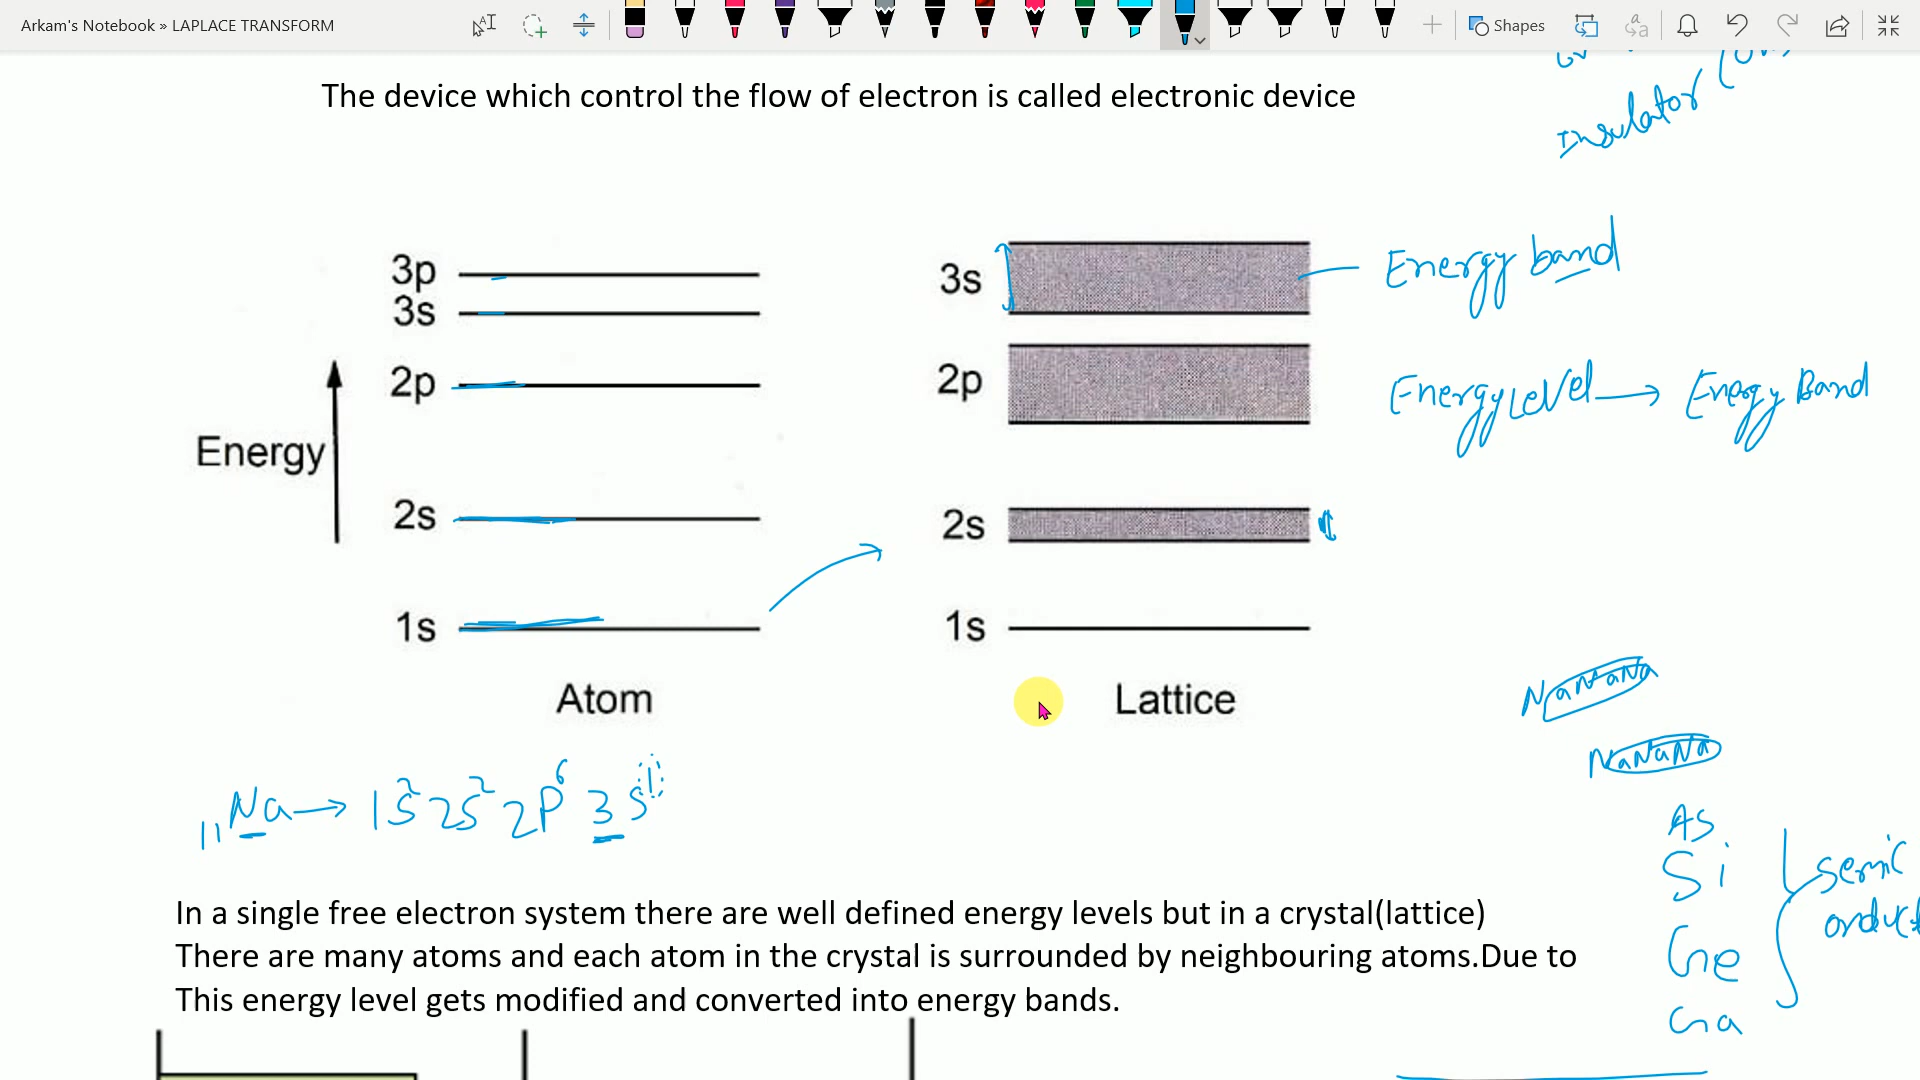 Arkam's Notebook » LAPLACE TRANSFORM
Shapes
The device which control the flow of electron is called electronic device
Insulator (
3p
3s
2p
Energy
2s
1s
Atom
3s
2p
2s
1s
Lattice
Energy band
Energy Level → Energy Band
NaNaNa
NaNaNa
₁₁Na → 1s² 2s² 2p⁶ 3s¹
As
Si
Ge
Ga
semic
onduct
In a single free electron system there are well defined energy levels but in a crystal(lattice)
There are many atoms and each atom in the crystal is surrounded by neighbouring atoms.Due to
This energy level gets modified and converted into energy bands.